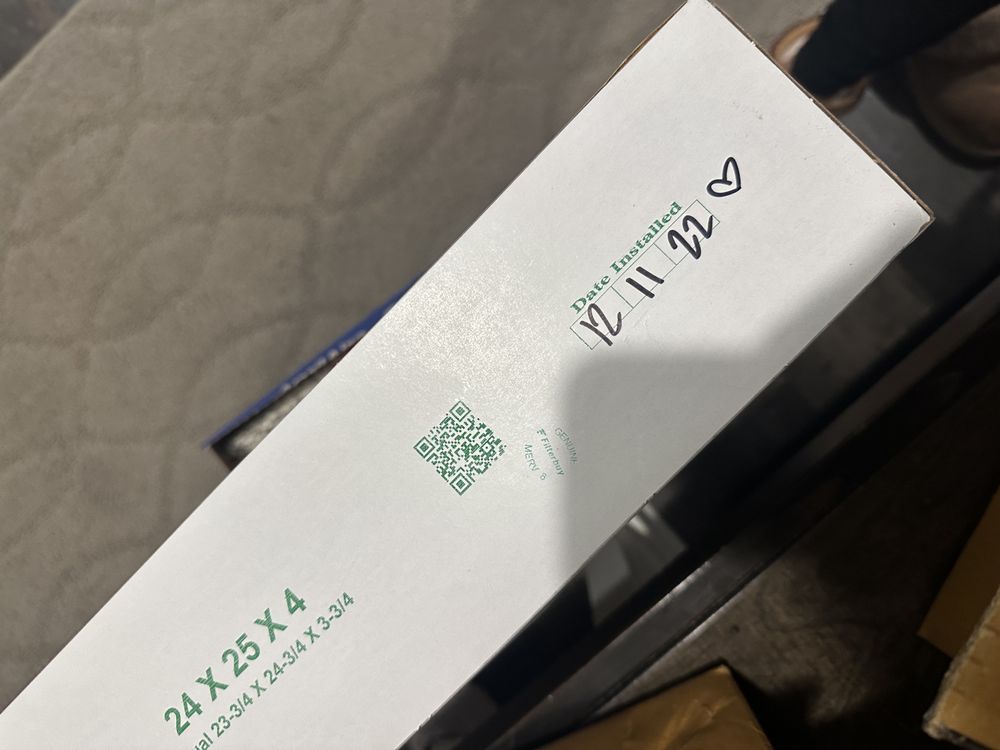 Date Installed
12 11 22
GENUINE
Filterbuy
MERV 8
24 X 25 X 4
ual 23-3/4 X 24-3/4 X 3-3/4